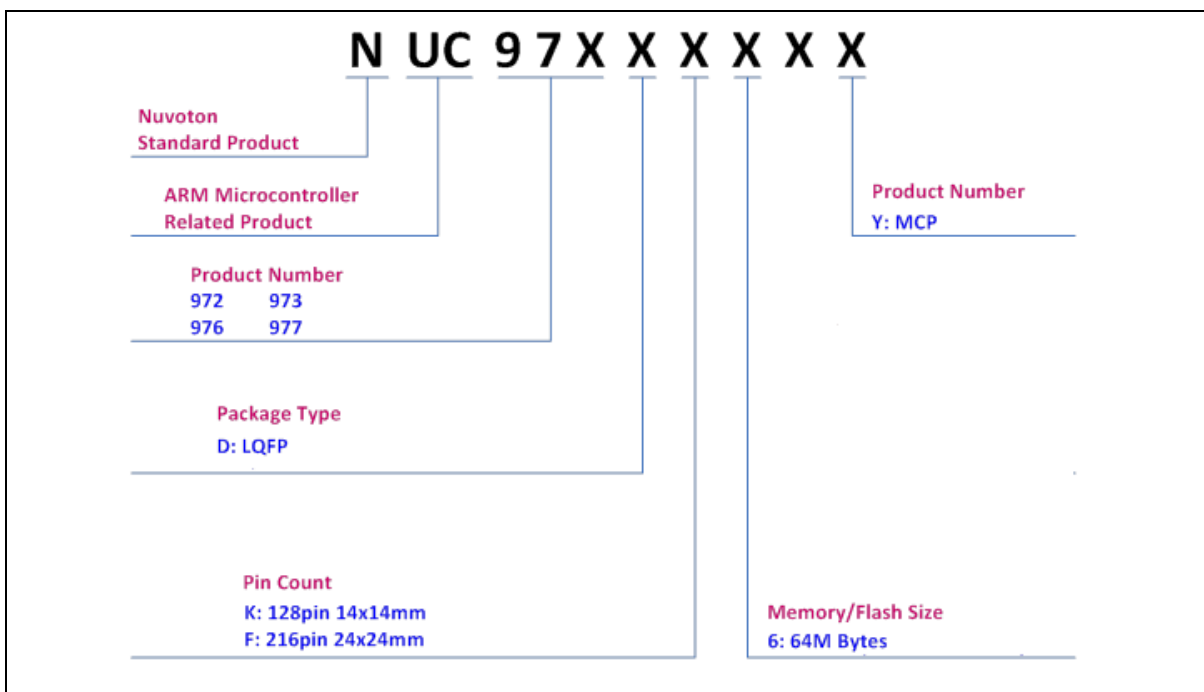 N UC 9 7 X X X X X X
Nuvoton
Standard Product
ARM Microcontroller
Related Product
Product Number
Y: MCP
Product Number
972 973
976 977
Package Type
D: LQFP
Pin Count
K: 128pin 14x14mm
F: 216pin 24x24mm
Memory/Flash Size
6: 64M Bytes